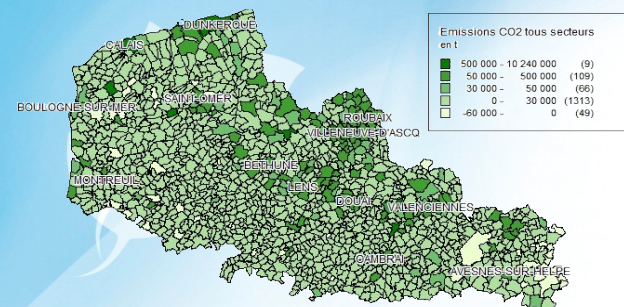 DUNKERQUE
CALAIS
BOULOGNE-SUR-MER
SAINT-OMER
ROUBAIX
VILLENEUVE-D'ASCQ
BETHUNE
MONTREUIL
LENS
DOUAI
VALENCIENNES
CAMBRAI
AVESNES-SUR-HELPE
Emissions CO2 tous secteurs
en t
500 000 - 10 240 000 (9)
50 000 - 500 000 (109)
30 000 - 50 000 (66)
0 - 30 000 (1313)
-60 000 - 0 (49)